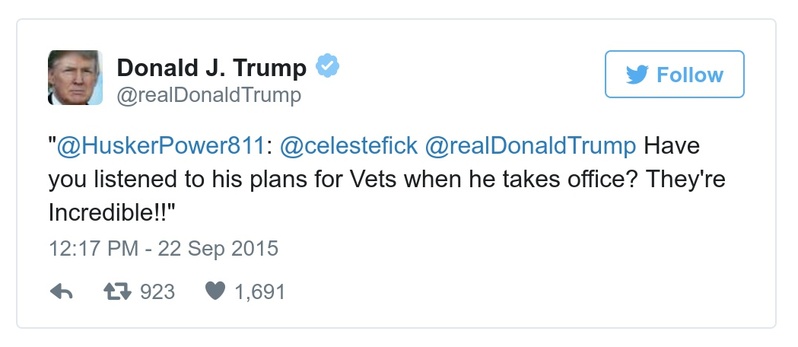 Donald J. Trump
@realDonaldTrump
Follow
"@HuskerPower811: @celestefick @realDonaldTrump Have
you listened to his plans for Vets when he takes office? They're
Incredible!!"
12:17 PM - 22 Sep 2015
923 1,691